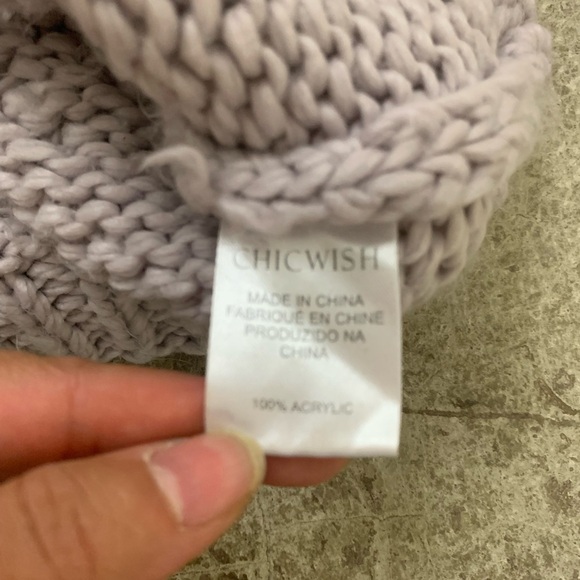 CHICWISH
MADE IN CHINA
FABRIQUÉ EN CHINE
PRODUZIDO NA
CHINA
100% ACRYLIC